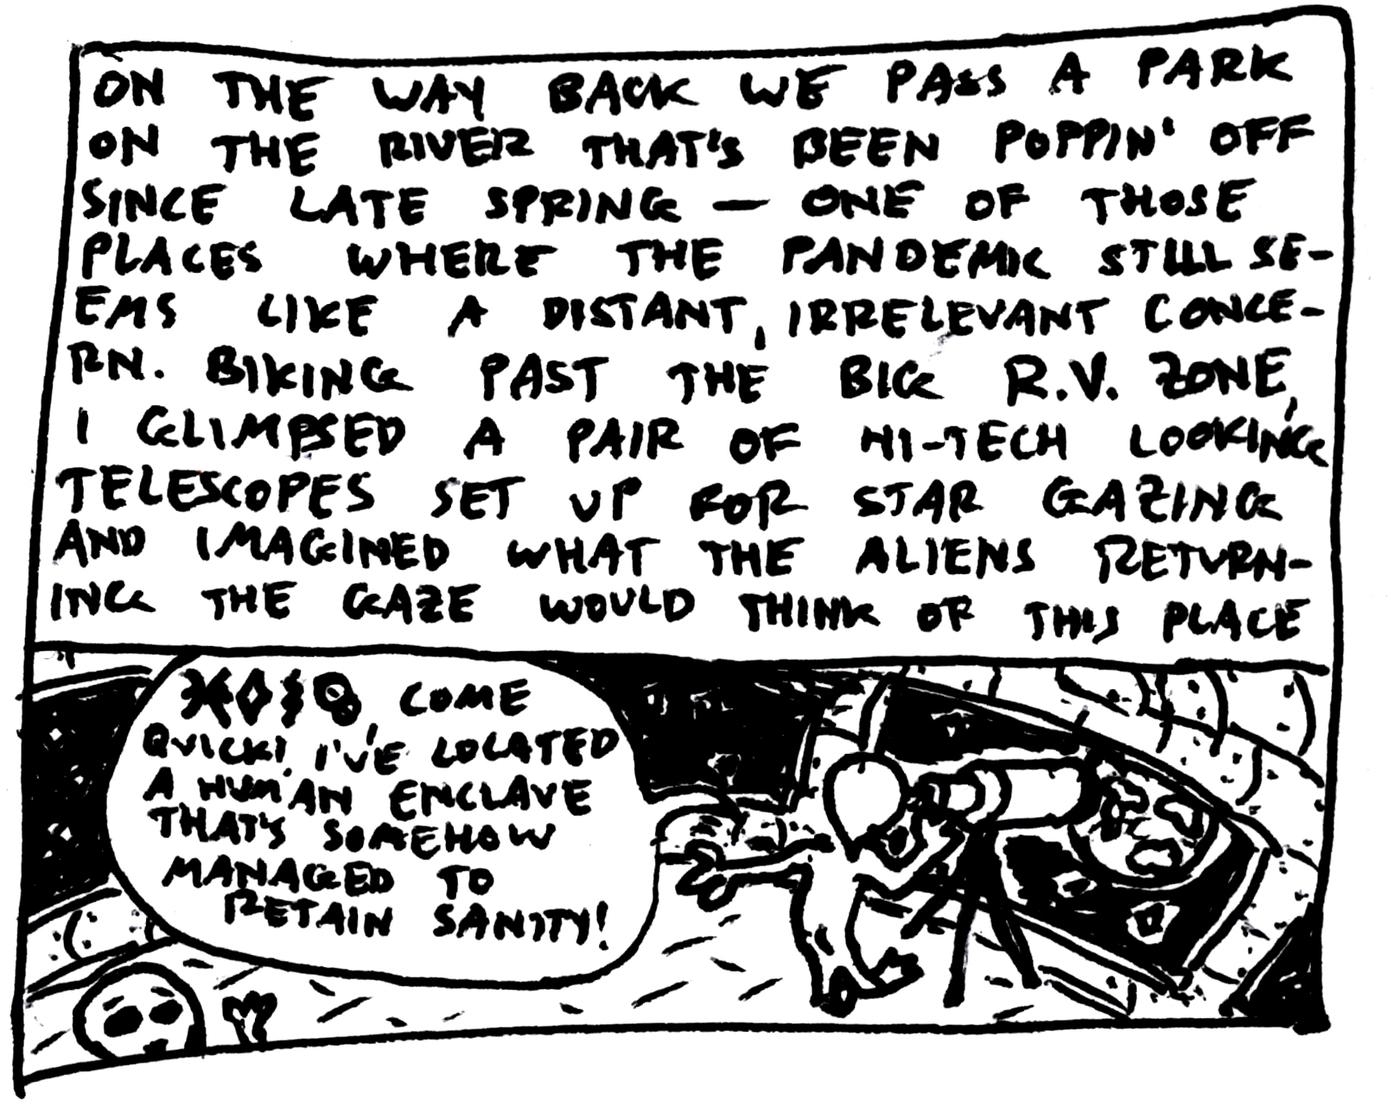 ON THE WAY BACK WE PASS A PARK
ON THE RIVER THAT'S BEEN POPPIN' OFF
SINCE LATE SPRING — ONE OF THOSE
PLACES WHERE THE PANDEMIC STILL SE-
EMS LIKE A DISTANT, IRRELEVANT CONCE-
RN. BIKING PAST THE BIG R.V. ZONE,
I GLIMPSED A PAIR OF HI-TECH LOOKING
TELESCOPES SET UP FOR STAR GAZING
AND IMAGINED WHAT THE ALIENS RETURN-
ING THE GAZE WOULD THINK OF THIS PLACE
COME
QUICK! I'VE LOCATED
A HUMAN ENCLAVE
THAT'S SOMEHOW
MANAGED TO
RETAIN SANITY!